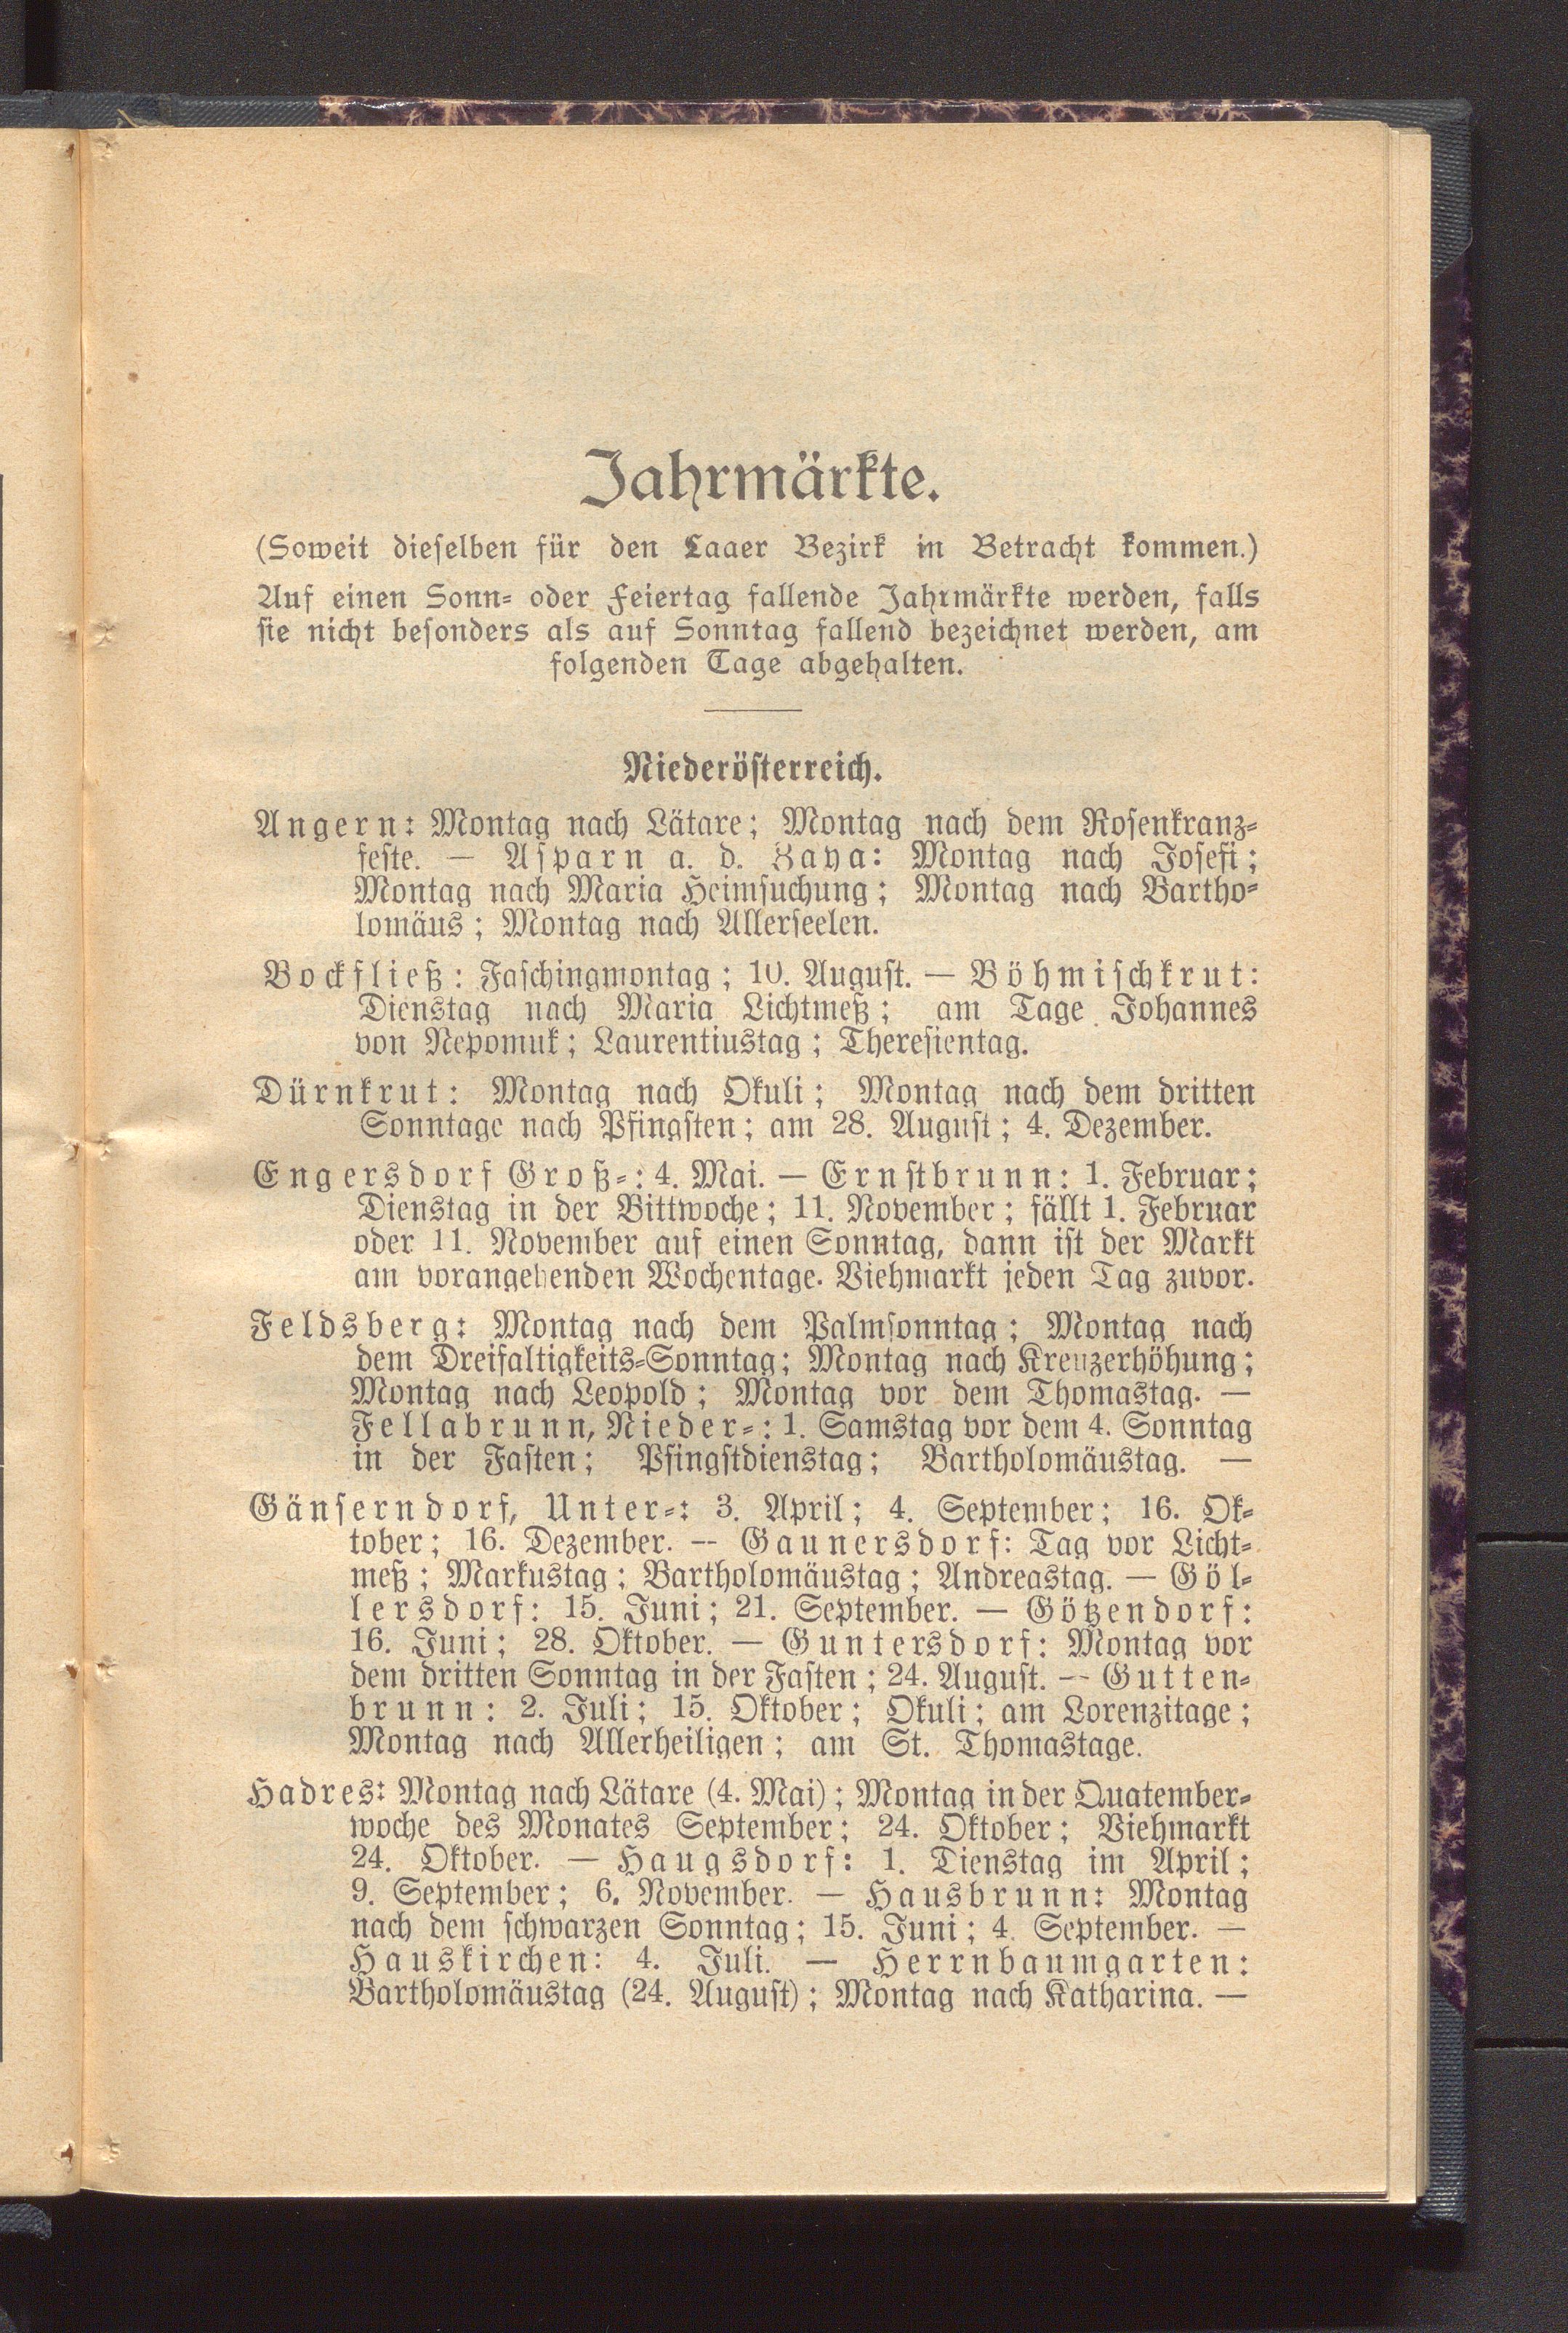 Jahrmärkte.
(Soweit dieselben für den Laaer Bezirk in Betracht kommen.)
Auf einen Sonn- oder Feiertag fallende Jahrmärkte werden, falls
sie nicht besonders als auf Sonntag fallend bezeichnet werden, am
folgenden Tage abgehalten.
Niederösterreich.
Angern: Montag nach Lätare; Montag nach dem Rosenkranz-
feste. — Asparn a. d. Zaya: Montag nach Josefi;
Montag nach Maria Heimsuchung; Montag nach Bartho-
lomäus; Montag nach Allerseelen.
Bockfließ: Faschingmontag; 10. August. — Böhmischkrut:
Dienstag nach Maria Lichtmeß; am Tage Johannes
von Nepomuk; Laurentiustag; Theresientag.
Dürnkrut: Montag nach Okuli; Montag nach dem dritten
Sonntage nach Pfingsten; am 28. August; 4. Dezember.
Engersdorf Groß-: 4. Mai. — Ernstbrunn: 1. Februar;
Dienstag in der Bittwoche; 11. November; fällt 1. Februar
oder 11. November auf einen Sonntag, dann ist der Markt
am vorangehenden Wochentage. Viehmarkt jeden Tag zuvor.
Feldsberg: Montag nach dem Palmsonntag; Montag nach
dem Dreifaltigkeits-Sonntag; Montag nach Kreuzerhöhung;
Montag nach Leopold; Montag vor dem Thomastag. —
Fellabrunn, Nieder-: 1. Samstag vor dem 4. Sonntag
in der Fasten; Pfingstdienstag; Bartholomäustag. —
Gänserndorf, Unter-: 3. April; 4. September; 16. Ok-
tober; 16. Dezember. — Gaunersdorf: Tag vor Licht-
meß; Markustag; Bartholomäustag; Andreastag. — Göl-
lersdorf: 15. Juni; 21. September. — Götzendorf:
16. Juni; 28. Oktober. — Guntersdorf: Montag vor
dem dritten Sonntag in der Fasten; 24. August. — Gutten-
brunn: 2. Juli; 15. Oktober; Okuli; am Lorenzitage;
Montag nach Allerheiligen; am St. Thomastage.
Hadres: Montag nach Lätare (4. Mai); Montag in der Quatember-
woche des Monates September; 24. Oktober; Viehmarkt
24. Oktober. — Haugsdorf: 1. Dienstag im April;
9. September; 6. November. — Hausbrunn: Montag
nach dem schwarzen Sonntag; 15. Juni; 4. September. —
Hauskirchen: 4. Juli. — Herrnbaumgarten:
Bartholomäustag (24. August); Montag nach Katharina. —